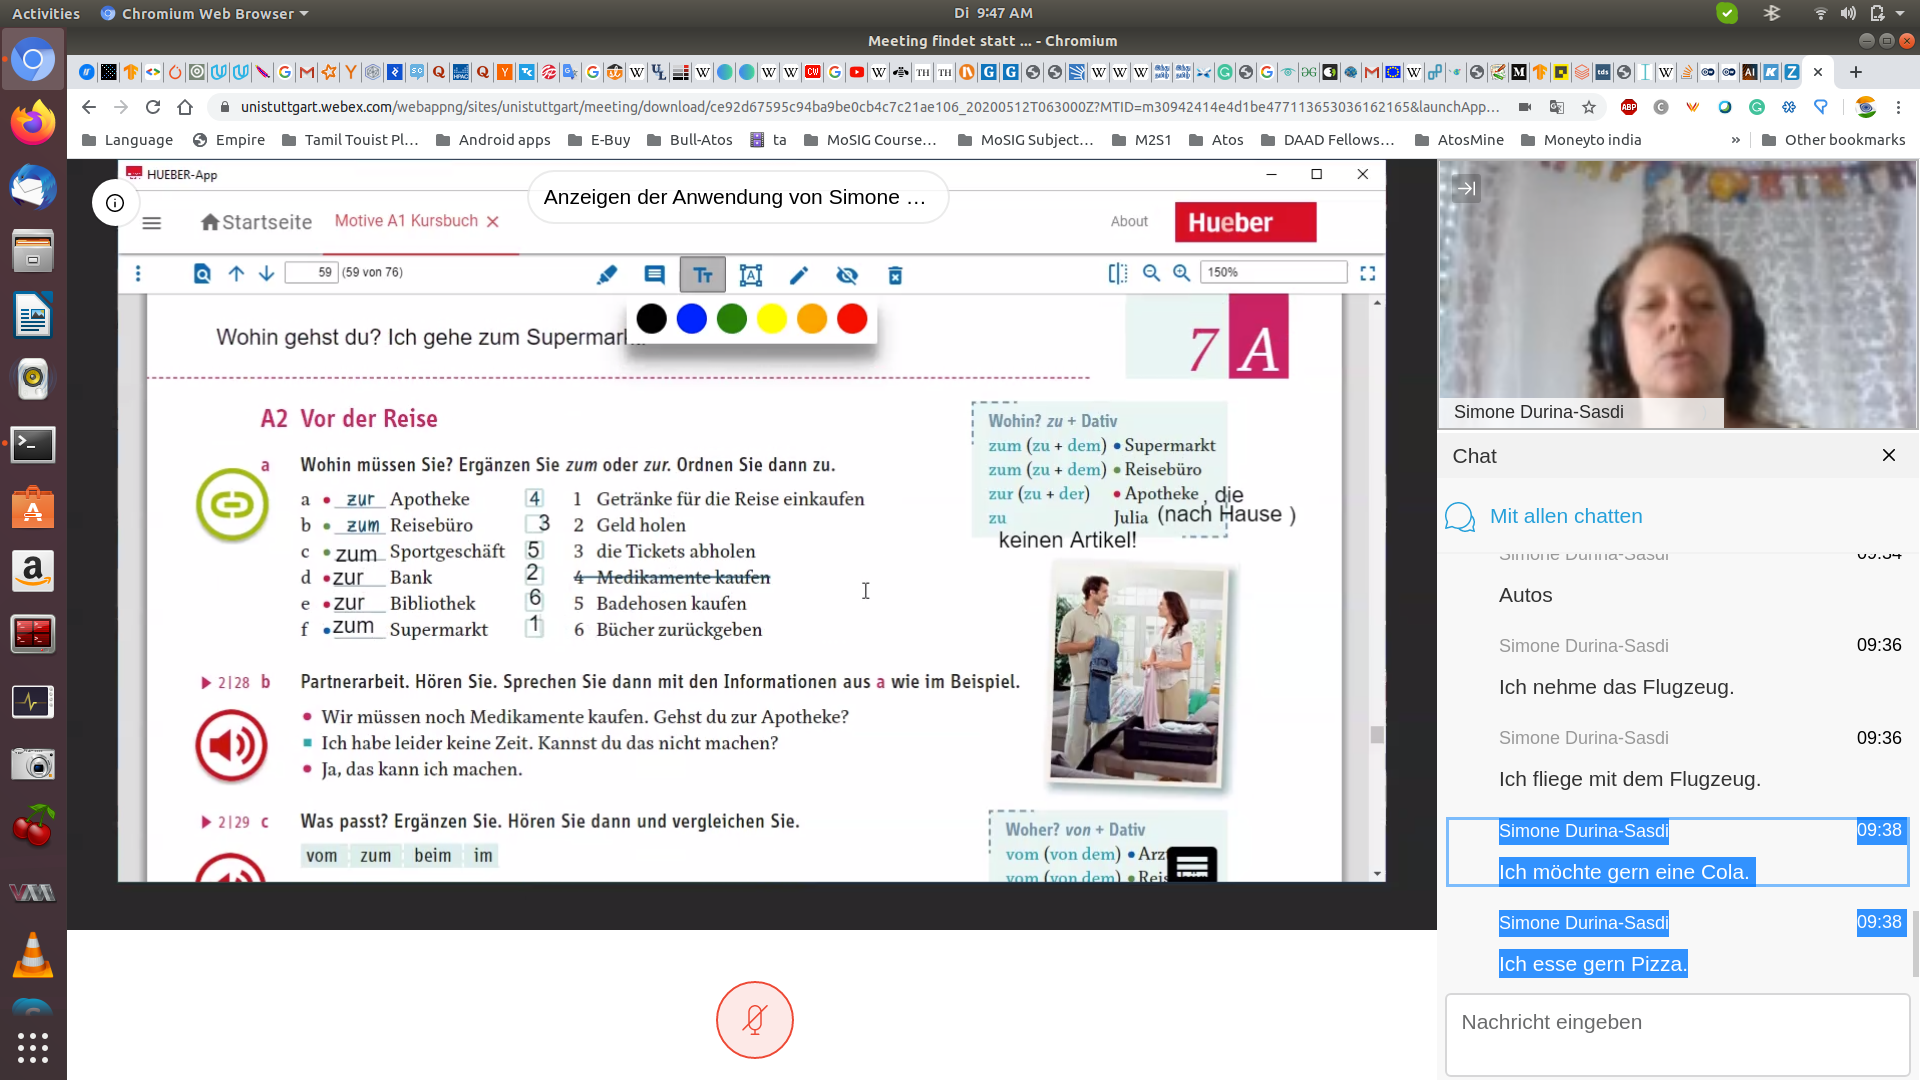 Activities
Chromium Web Browser
Di 9:47 AM
Meeting findet statt ... - Chromium
unistuttgart.webex.com/webappng/sites/unistuttgart/meeting/download/ce92d67595c94ba9be0cb4c7c21ae106_20200512T063000Z?MTID=m30942414e4d1be477113653036162165&launchApp...
Language Empire Tamil Touist Pl... Android apps E-Buy Bull-Atos ta MoSIG Course... MoSIG Subject... M2S1 Atos DAAD Fellows... AtosMine Moneyto india » Other bookmarks
HUEBER-App
Anzeigen der Anwendung von Simone ...
Startseite
Motive A1 Kursbuch
About
Hueber
59 (59 von 76)
150%
Wohin gehst du? Ich gehe zum Supermark
7 A
A2 Vor der Reise
a Wohin müssen Sie? Ergänzen Sie zum oder zur. Ordnen Sie dann zu.
a • zur Apotheke 4
b • zum Reisebüro 3
c • zum Sportgeschäft 5
d • zur Bank 2
e • zur Bibliothek 6
f • zum Supermarkt 1
1 Getränke für die Reise einkaufen
2 Geld holen
3 die Tickets abholen
4 Medikamente kaufen
5 Badehosen kaufen
6 Bücher zurückgeben
Wohin? zu + Dativ
zum (zu + dem) • Supermarkt
zum (zu + dem) • Reisebüro
zur (zu + der) • Apotheke , die
zu Julia (nach Hause )
keinen Artikel!
2|28 b Partnerarbeit. Hören Sie. Sprechen Sie dann mit den Informationen aus a wie im Beispiel.
• Wir müssen noch Medikamente kaufen. Gehst du zur Apotheke?
■ Ich habe leider keine Zeit. Kannst du das nicht machen?
• Ja, das kann ich machen.
2|29 c Was passt? Ergänzen Sie. Hören Sie dann und vergleichen Sie.
vom zum beim im
Woher? von + Dativ
vom (von dem) • Arz
vom (von dem) • Reis
Simone Durina-Sasdi
Chat
Mit allen chatten
Simone Durina-Sasdi 09:34
Autos
Simone Durina-Sasdi 09:36
Ich nehme das Flugzeug.
Simone Durina-Sasdi 09:36
Ich fliege mit dem Flugzeug.
Simone Durina-Sasdi 09:38
Ich möchte gern eine Cola.
Simone Durina-Sasdi 09:38
Ich esse gern Pizza.
Nachricht eingeben